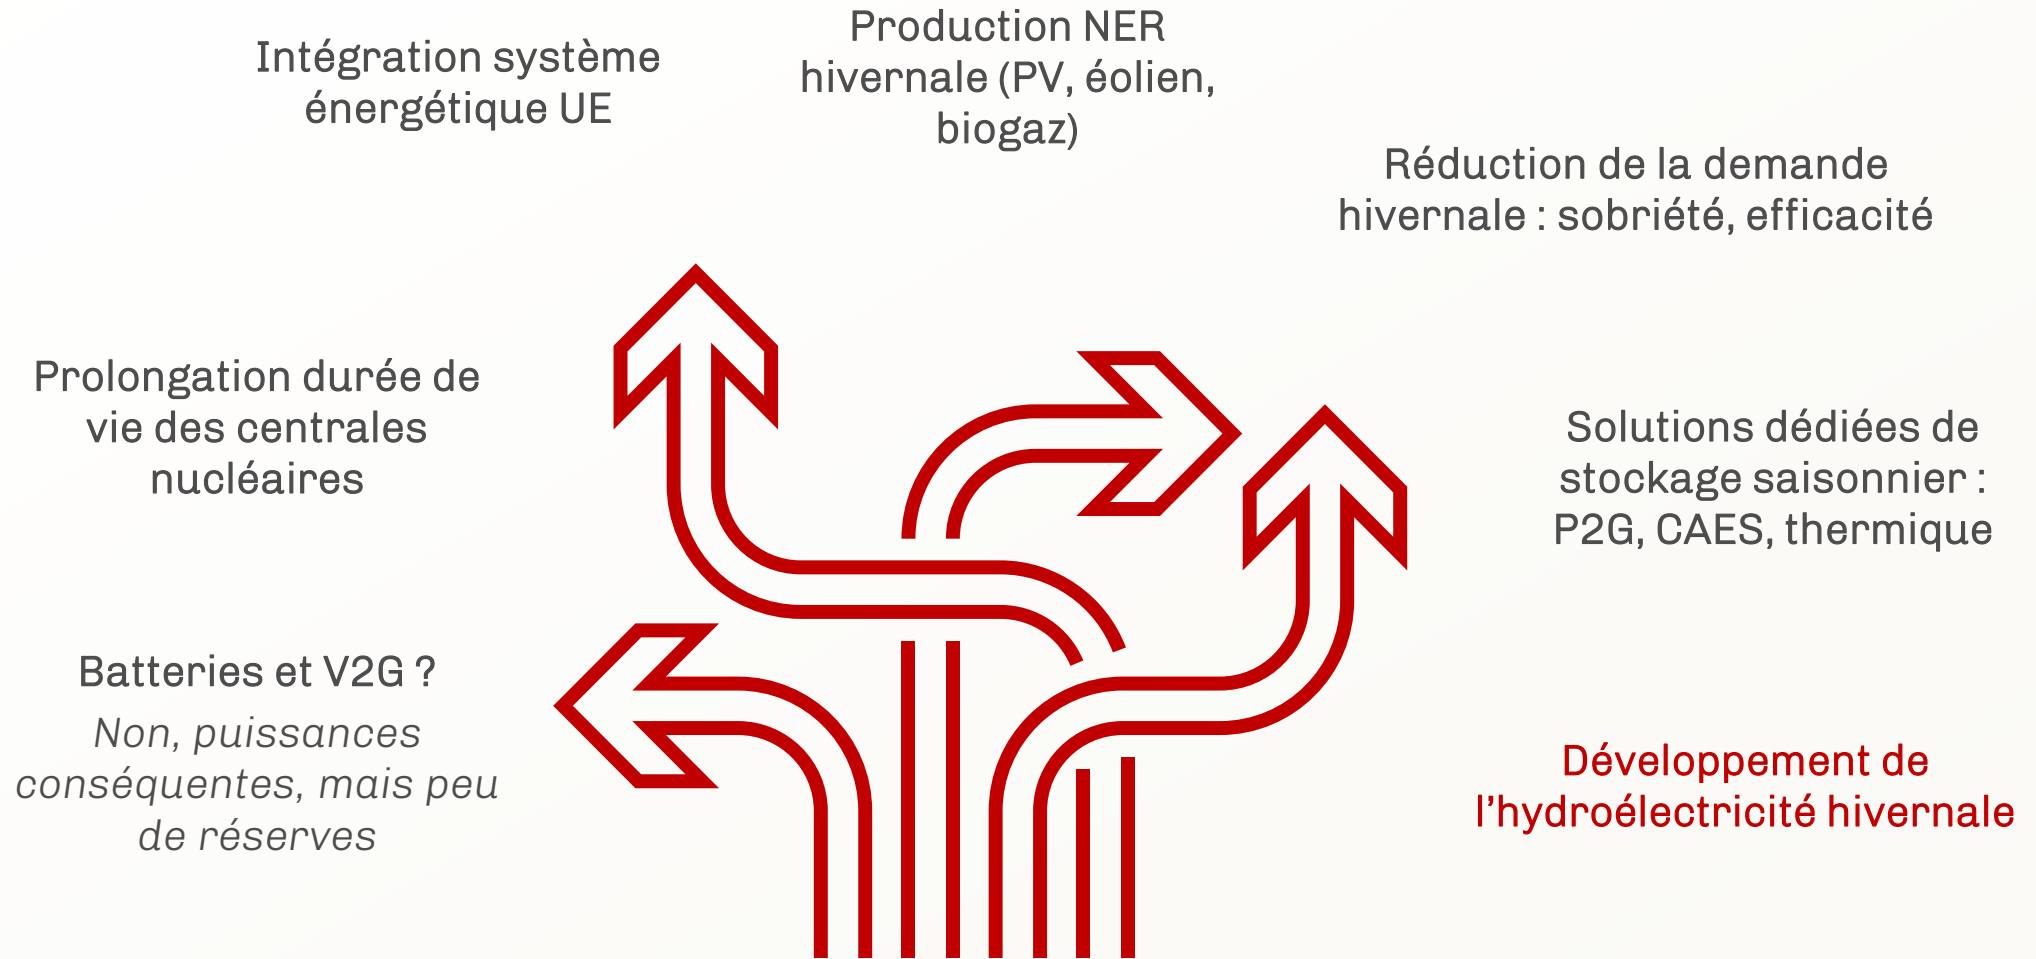 Intégration système
énergétique UE
Production NER
hivernale (PV, éolien,
biogaz)
Réduction de la demande
hivernale : sobriété, efficacité
Prolongation durée de
vie des centrales
nucléaires
Solutions dédiées de
stockage saisonnier :
P2G, CAES, thermique
Batteries et V2G ?
Non, puissances
conséquentes, mais peu
de réserves
Développement de
l’hydroélectricité hivernale